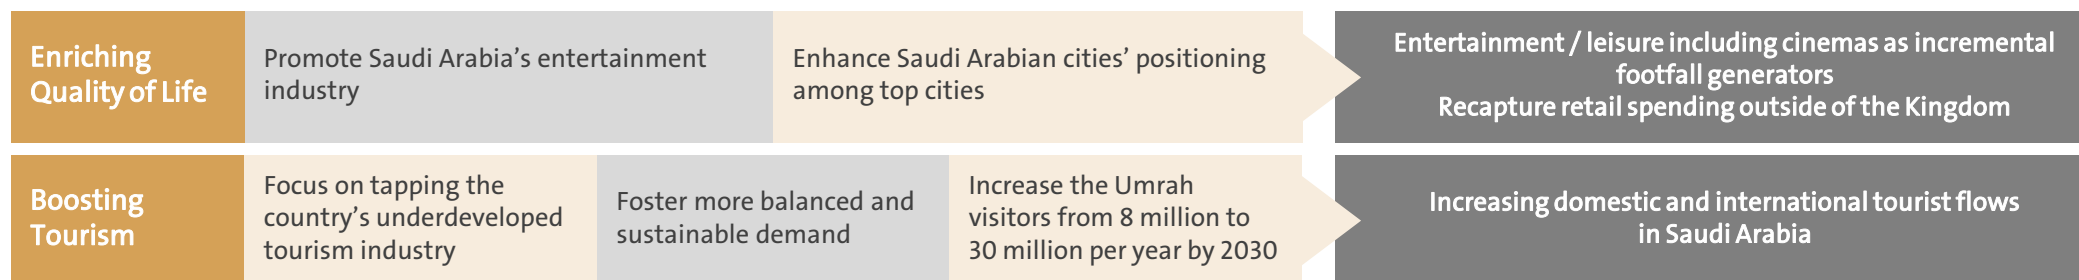 Enriching
Quality of Life
Promote Saudi Arabia’s entertainment
industry
Enhance Saudi Arabian cities’ positioning
among top cities
Entertainment / leisure including cinemas as incremental
footfall generators
Recapture retail spending outside of the Kingdom
Boosting
Tourism
Focus on tapping the
country’s underdeveloped
tourism industry
Foster more balanced and
sustainable demand
Increase the Umrah
visitors from 8 million to
30 million per year by 2030
Increasing domestic and international tourist flows
in Saudi Arabia